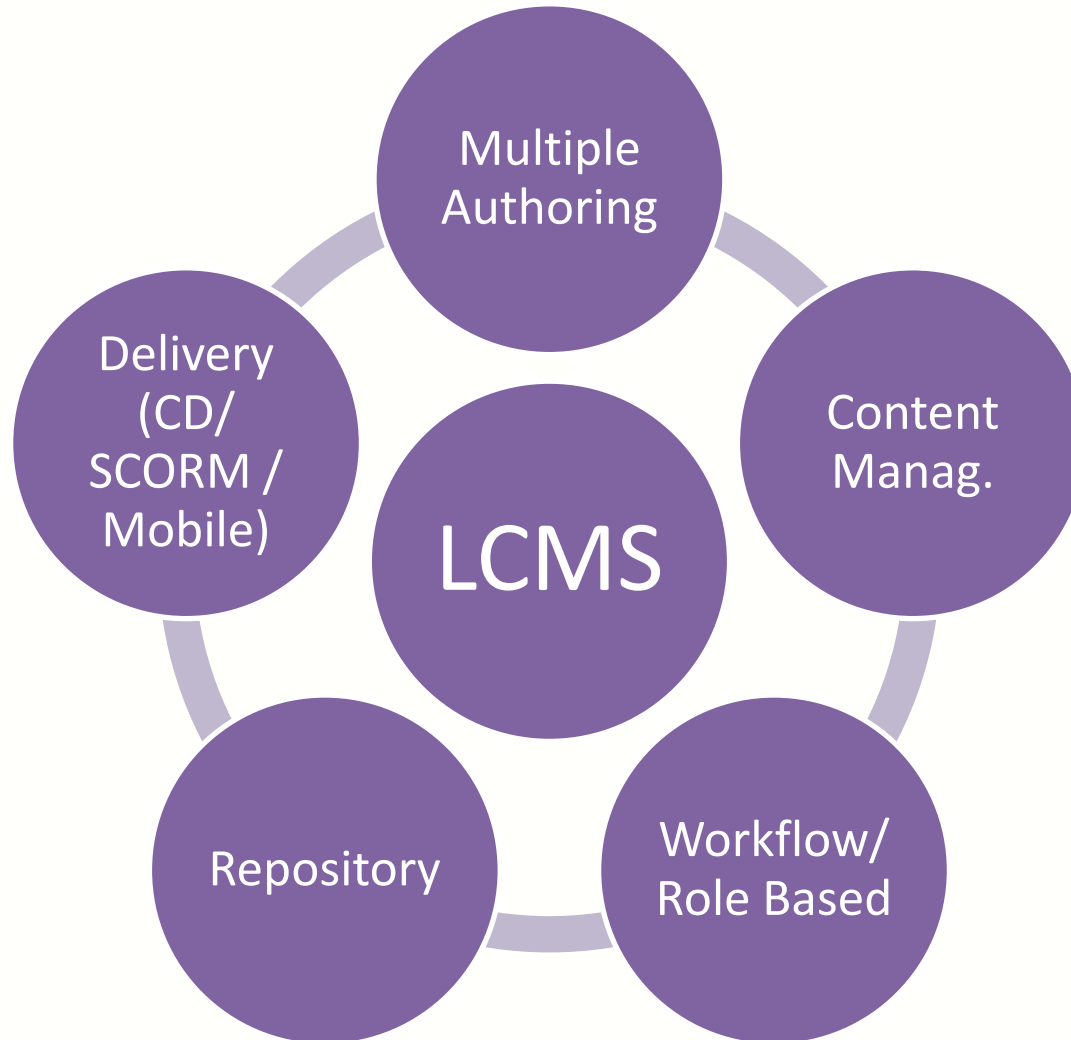 Multiple
Authoring
Content
Manag.
Workflow/
Role Based
Repository
Delivery
(CD/
SCORM /
Mobile)
LCMS